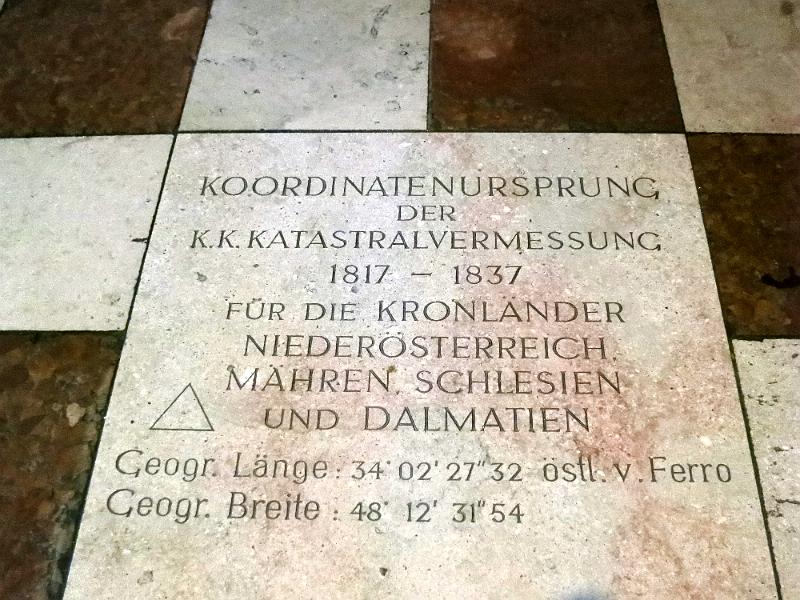 KOORDINATENURSPRUNG
DER
K.K. KATASTRALVERMESSUNG
1817 – 1837
FÜR DIE KRONLÄNDER
NIEDERÖSTERREICH,
MÄHREN, SCHLESIEN
UND DALMATIEN
Geogr. Länge: 34° 02' 27"32 östl. v. Ferro
Geogr. Breite: 48° 12' 31"54